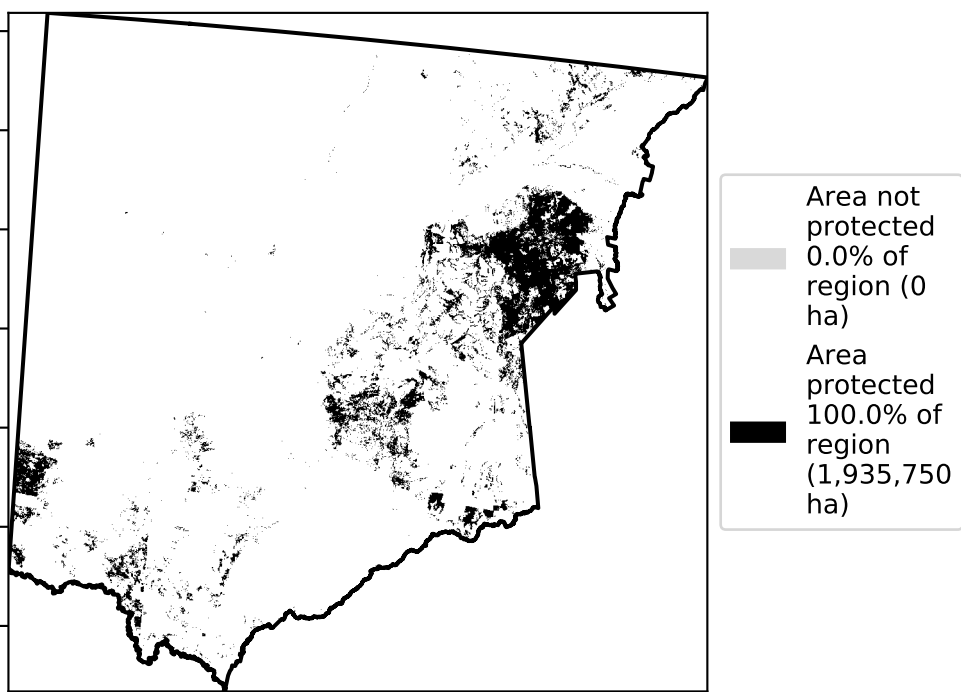 Area not
protected
0.0% of
region (0
ha)
Area
protected
100.0% of
region
(1,935,750
ha)